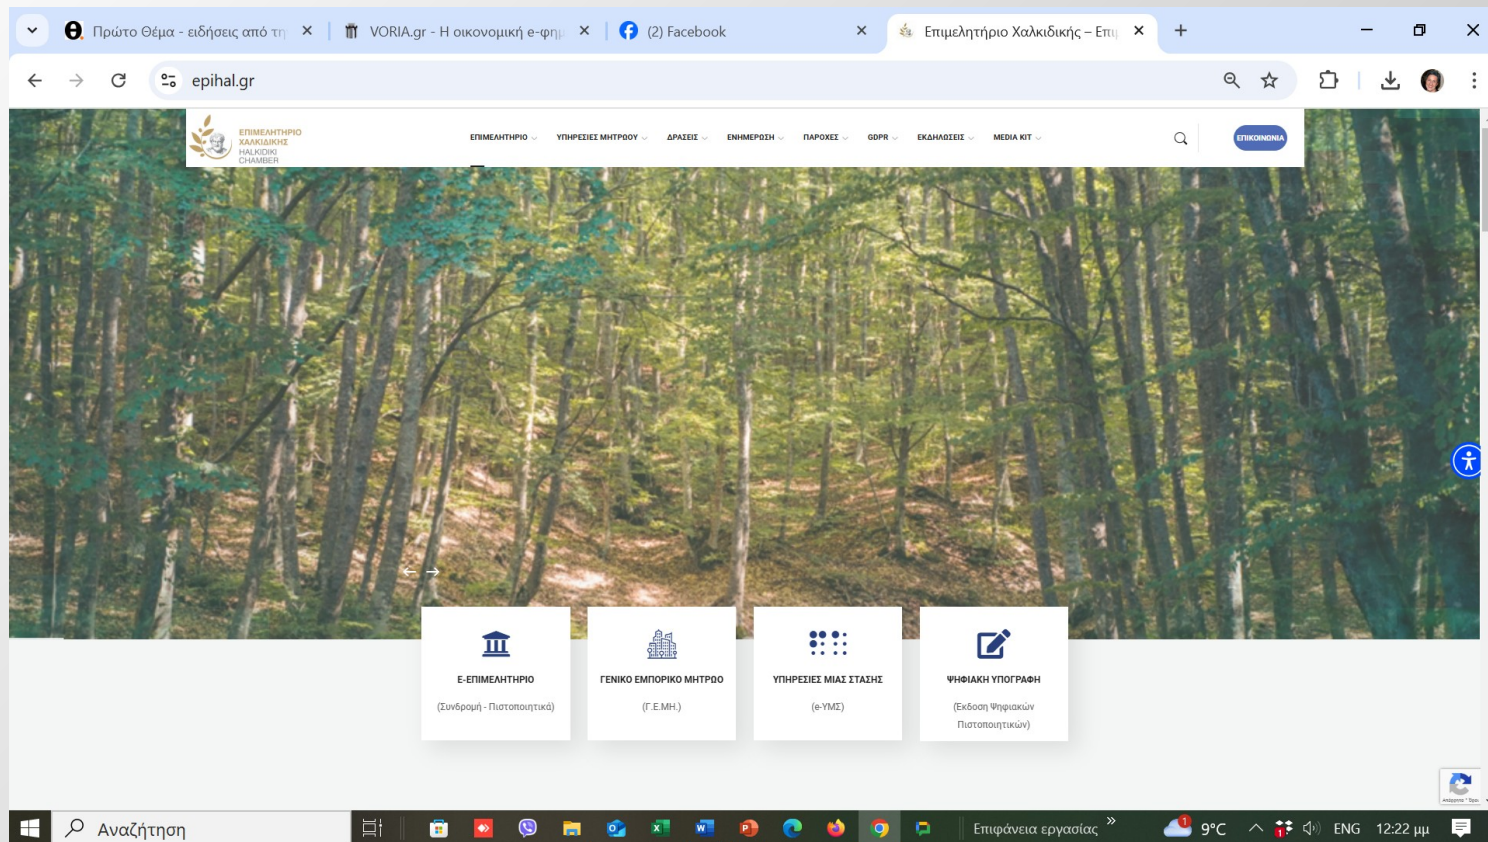 Πρώτο Θέμα - ειδήσεις από τη
VORIA.gr - Η οικονομική e-φημ
(2) Facebook
Επιμελητήριο Χαλκιδικής – Επι
epihal.gr
ΕΠΙΜΕΛΗΤΗΡΙΟ
ΧΑΛΚΙΔΙΚΗΣ
HALKIDIKI
CHAMBER
ΕΠΙΜΕΛΗΤΗΡΙΟ
ΥΠΗΡΕΣΙΕΣ ΜΗΤΡΩΟΥ
ΔΡΑΣΕΙΣ
ΕΝΗΜΕΡΩΣΗ
ΠΑΡΟΧΕΣ
GDPR
ΕΚΔΗΛΩΣΕΙΣ
MEDIA KIT
ΕΠΙΚΟΙΝΩΝΙΑ
Ε-ΕΠΙΜΕΛΗΤΗΡΙΟ
(Συνδρομή - Πιστοποιητικά)
ΓΕΝΙΚΟ ΕΜΠΟΡΙΚΟ ΜΗΤΡΩΟ
(Γ.Ε.ΜΗ.)
ΥΠΗΡΕΣΙΕΣ ΜΙΑΣ ΣΤΑΣΗΣ
(e-ΥΜΣ)
ΨΗΦΙΑΚΗ ΥΠΟΓΡΑΦΗ
(Έκδοση Ψηφιακών
Πιστοποιητικών)
Αναζήτηση
Επιφάνεια εργασίας
1
9°C
1
ENG
12:22 μμ